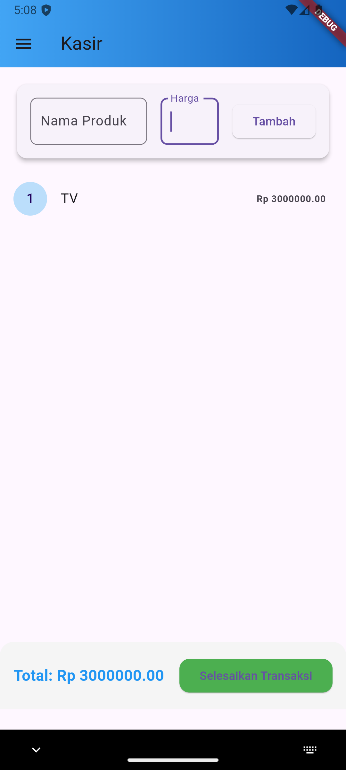 5:08
DEBUG
Kasir
Nama Produk
Harga
Tambah
1
TV
Rp 3000000.00
Total: Rp 3000000.00
Selesaikan Transaksi